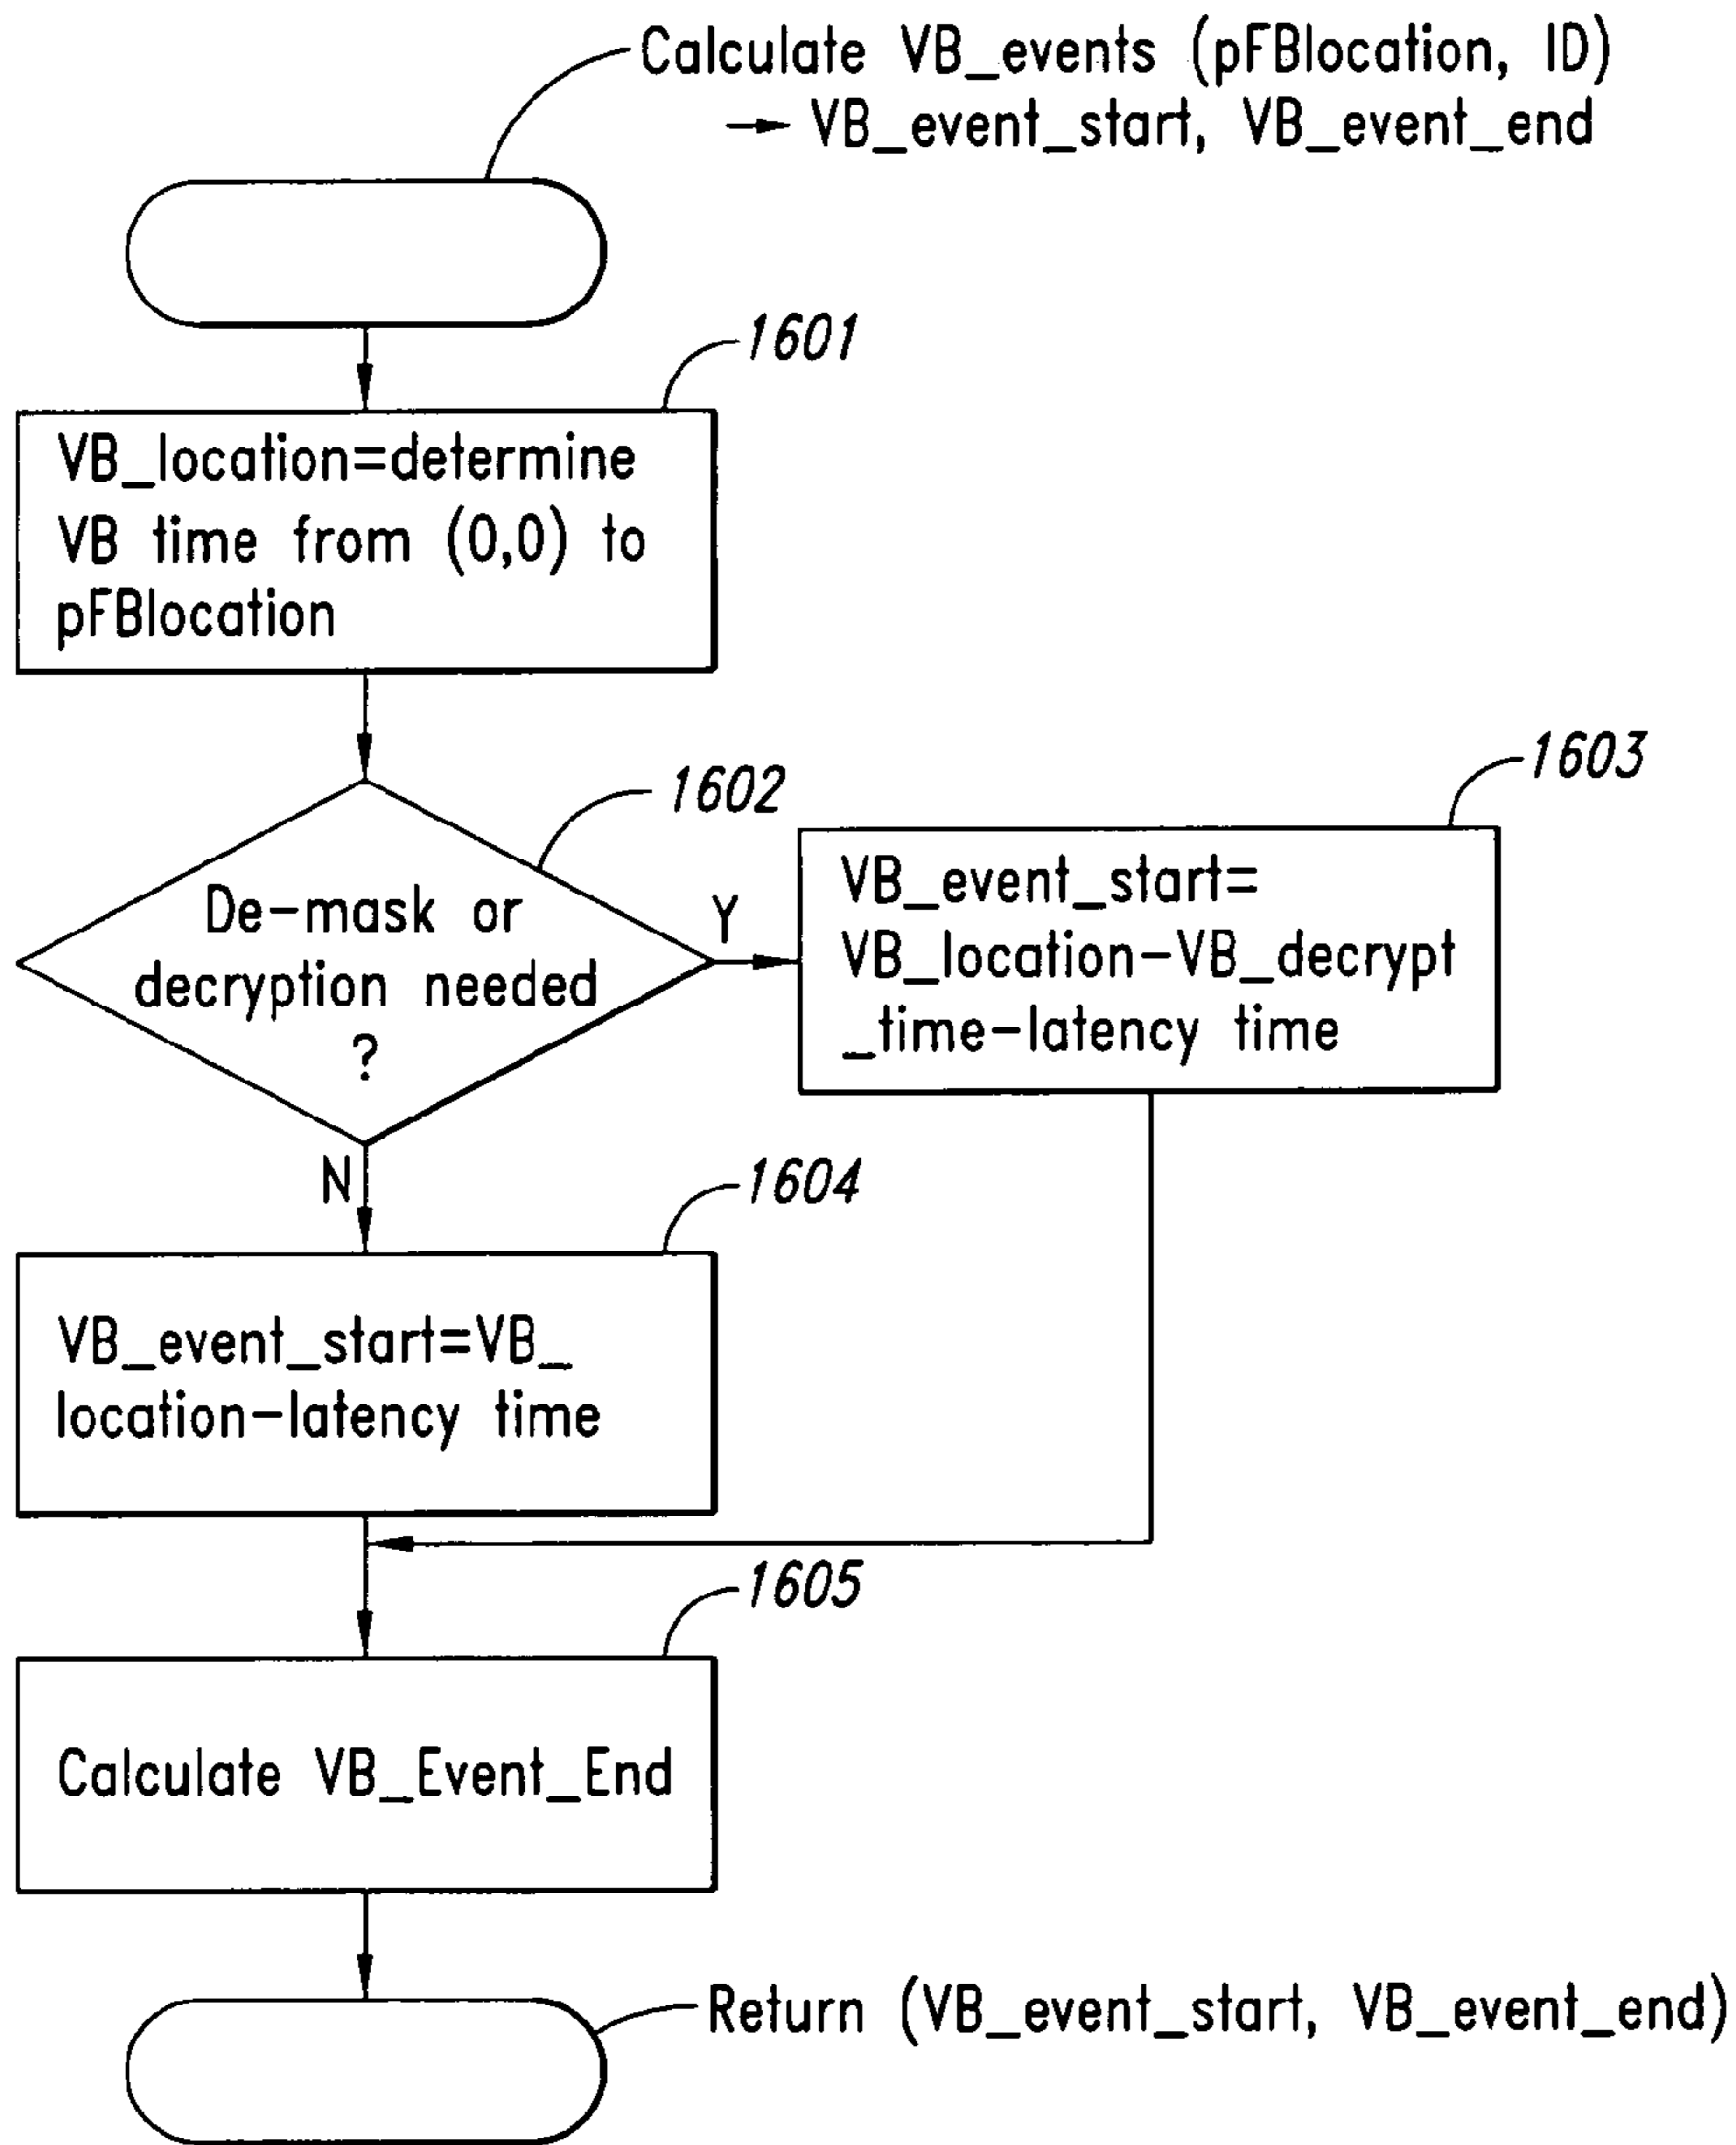 Calculate VB_events (pFBlocation, ID)
→ VB_event_start, VB_event_end
1601
VB_location=determine
VB time from (0,0) to
pFBlocation
1602
De-mask or
decryption needed
?
Y
1603
VB_event_start=
VB_location-VB_decrypt
_time-latency time
N
1604
VB_event_start=VB_
location-latency time
1605
Calculate VB_Event_End
Return (VB_event_start, VB_event_end)